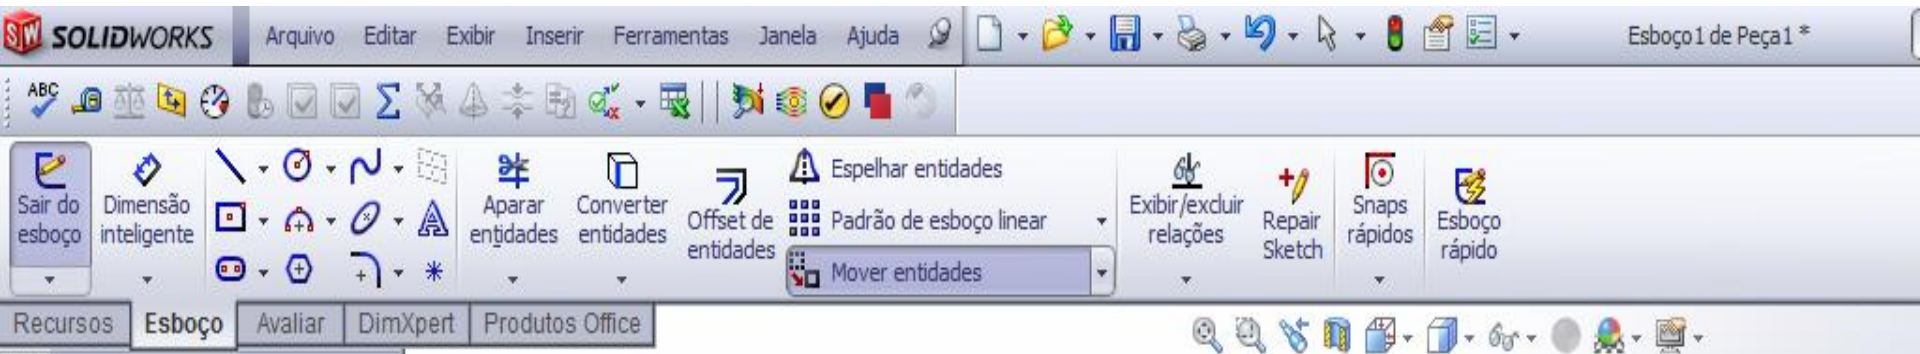 SW SOLIDWORKS Arquivo Editar Exibir Inserir Ferramentas Janela Ajuda Esboço1 de Peça1 *
ABC
Sair do esboço
Dimensão inteligente
A
Aparar entidades
Converter entidades
Offset de entidades
Espelhar entidades
Padrão de esboço linear
Mover entidades
Exibir/excluir relações
Repair Sketch
Snaps rápidos
Esboço rápido
Recursos Esboço Avaliar DimXpert Produtos Office